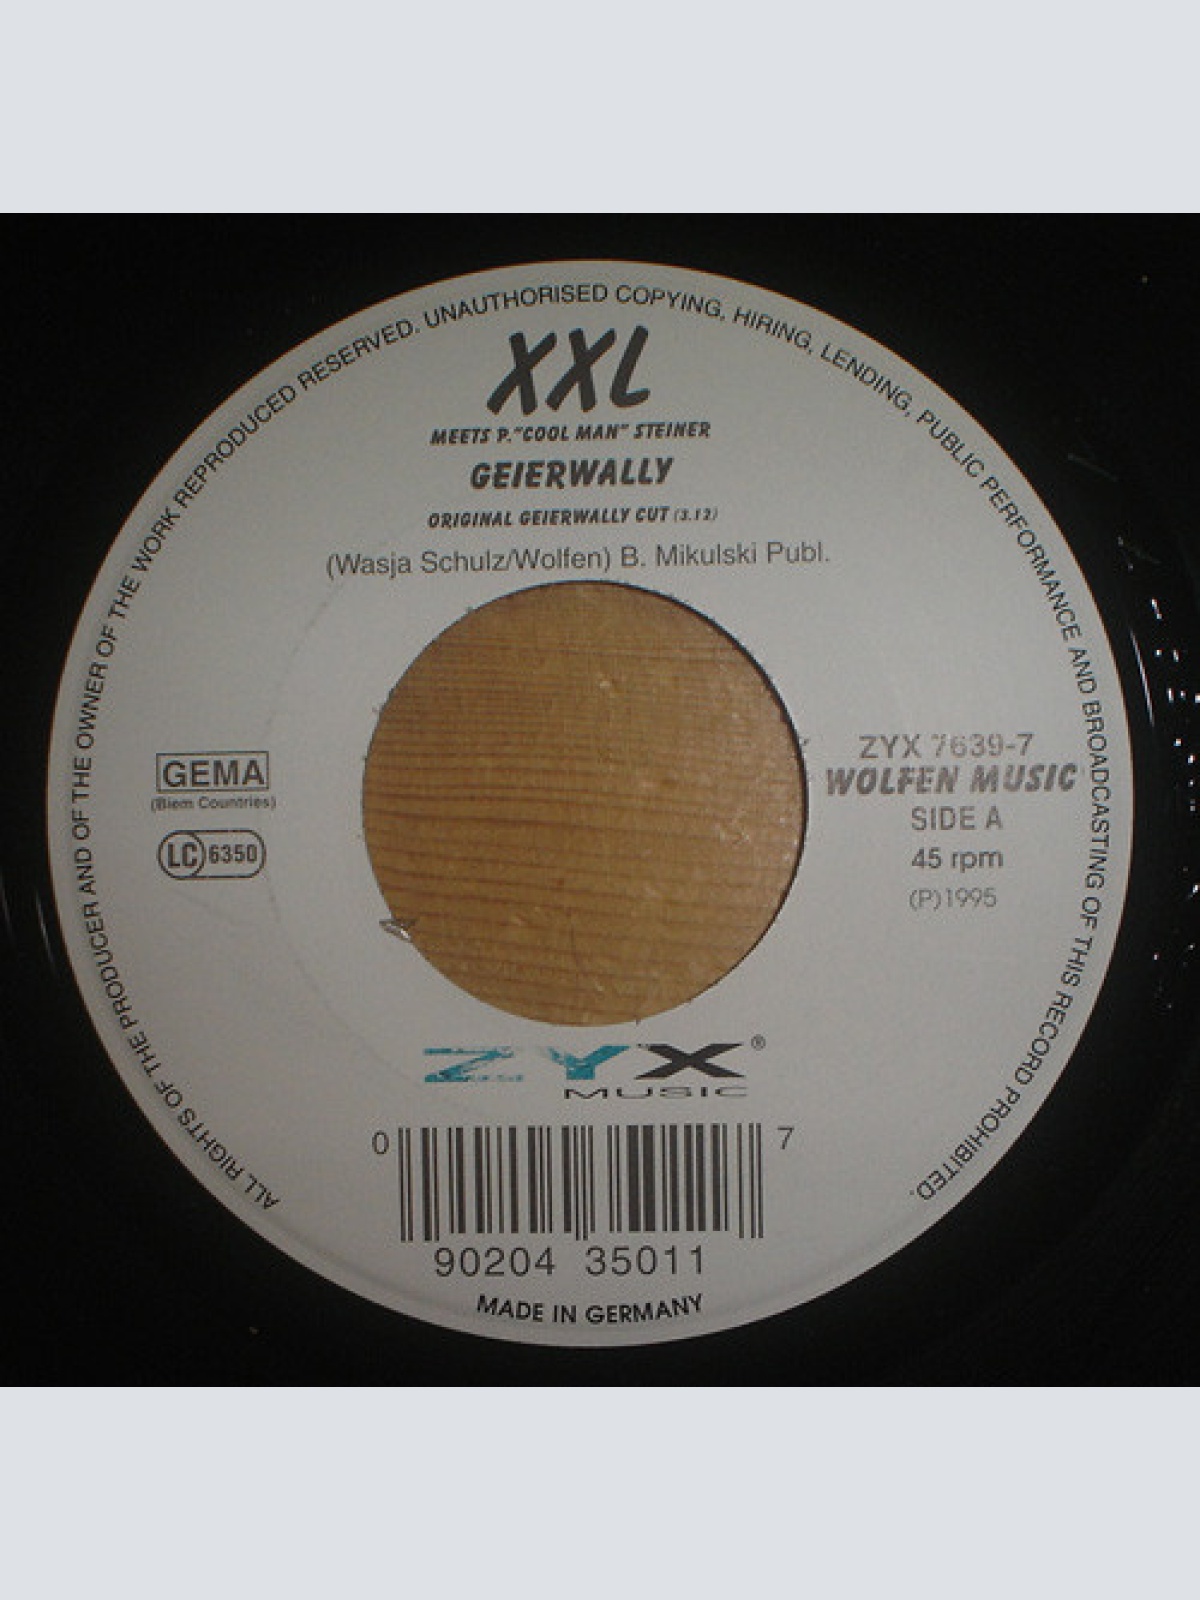 ALL RIGHTS OF THE PRODUCER AND OF THE OWNER OF THE WORK REPRODUCED RESERVED. UNAUTHORISED COPYING, HIRING, LENDING, PUBLIC PERFORMANCE AND BROADCASTING OF THIS RECORD PROHIBITED.
XXL
MEETS P."COOL MAN" STEINER
GEIERWALLY
ORIGINAL GEIERWALLY CUT (3.12)
(Wasja Schulz/Wolfen) B. Mikulski Publ.
GEMA
(Biem Countries)
LC 6350
ZYX 7639-7
WOLFEN MUSIC
SIDE A
45 rpm
(P)1995
ZYX®
MUSIC
0 90204 35011 7
MADE IN GERMANY